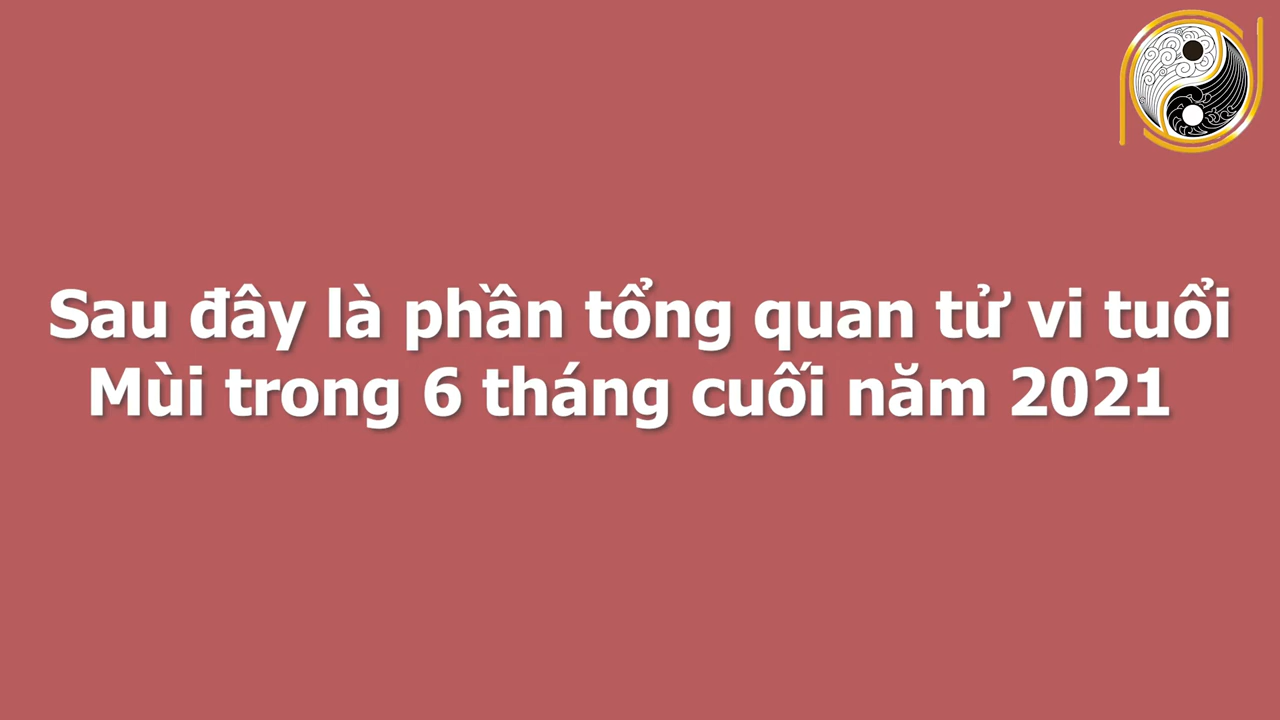 Sau đây là phần tổng quan tử vi tuổi
Mùi trong 6 tháng cuối năm 2021